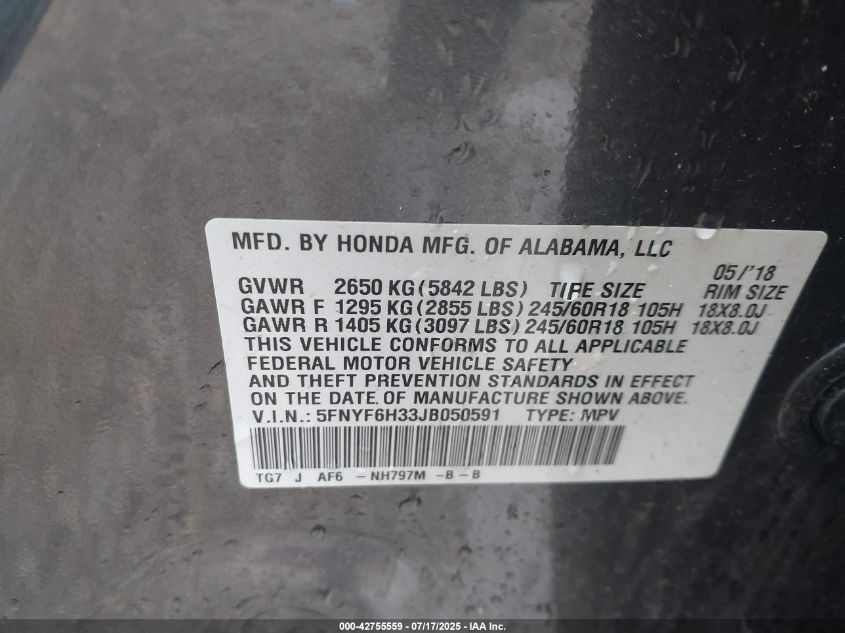 MFD. BY HONDA MFG. OF ALABAMA, LLC
05/'18
GVWR 2650 KG (5842 LBS) TIRE SIZE RIM SIZE
GAWR F 1295 KG (2855 LBS) 245/60R18 105H 18X8.0J
GAWR R 1405 KG (3097 LBS) 245/60R18 105H 18X8.0J
THIS VEHICLE CONFORMS TO ALL APPLICABLE
FEDERAL MOTOR VEHICLE SAFETY
AND THEFT PREVENTION STANDARDS IN EFFECT
ON THE DATE OF MANUFACTURE SHOWN ABOVE.
V.I.N.: 5FNYF6H33JB050591 TYPE: MPV
TG7 J AF6 -NH797M -B-B
000-42755559 - 07/17/2025 - IAA Inc.